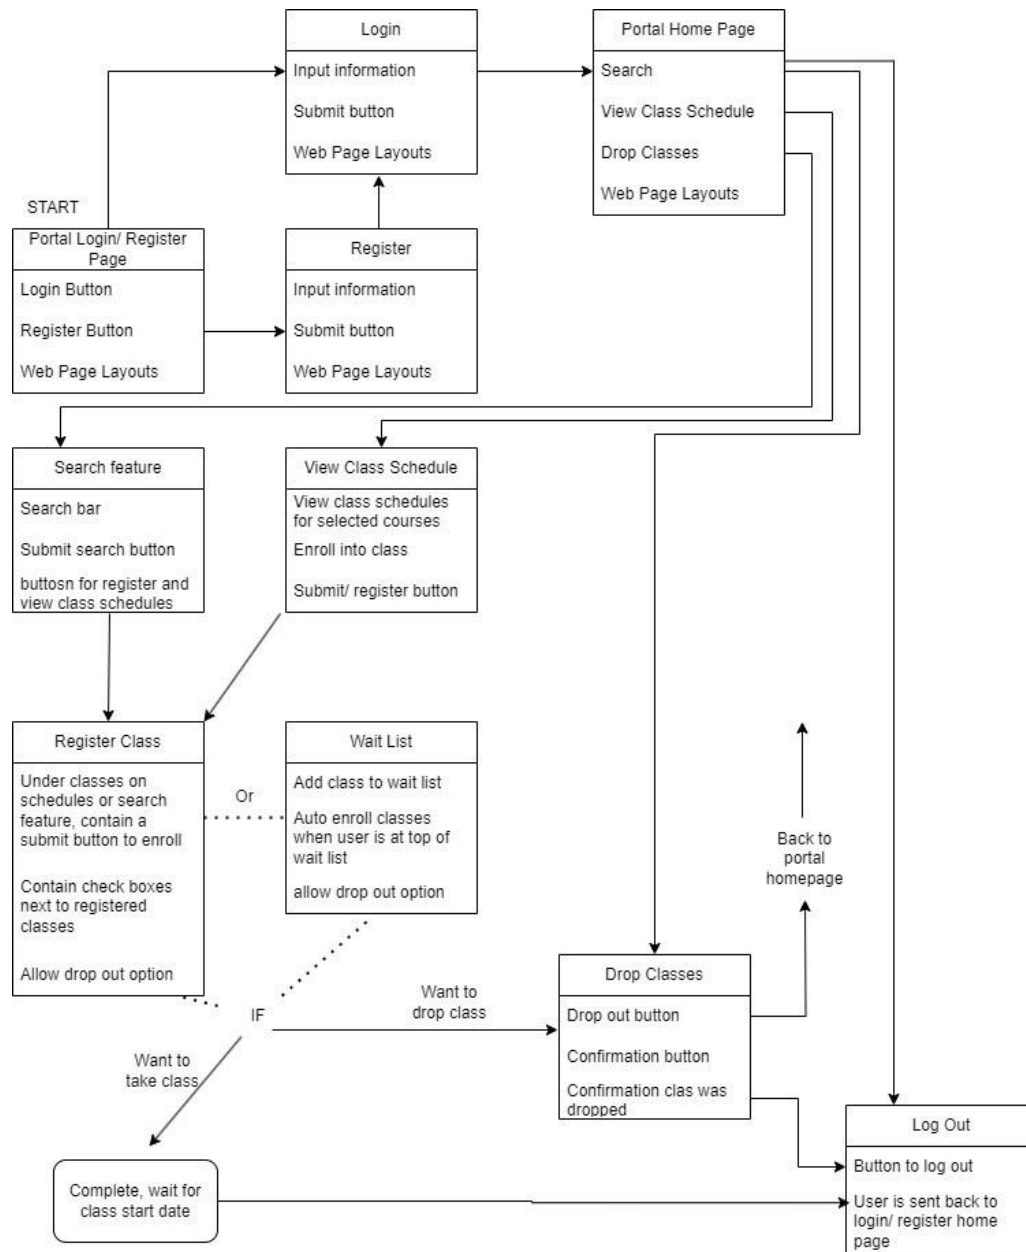 Login
Input information
Submit button
Web Page Layouts
Portal Home Page
Search
View Class Schedule
Drop Classes
Web Page Layouts
START
Portal Login/ Register
Page
Login Button
Register Button
Web Page Layouts
Register
Input information
Submit button
Web Page Layouts
Search feature
Search bar
Submit search button
buttosn for register and
view class schedules
View Class Schedule
View class schedules
for selected courses
Enroll into class
Submit/ register button
Register Class
Under classes on
schedules or search
feature, contain a
submit button to enroll
Contain check boxes
next to registered
classes
Allow drop out option
Or
Wait List
Add class to wait list
Auto enroll classes
when user is at top of
wait list
allow drop out option
Back to
portal
homepage
IF
Want to
drop class
Want to
take class
Drop Classes
Drop out button
Confirmation button
Confirmation clas was
dropped
Complete, wait for
class start date
Log Out
Button to log out
User is sent back to
login/ register home
page